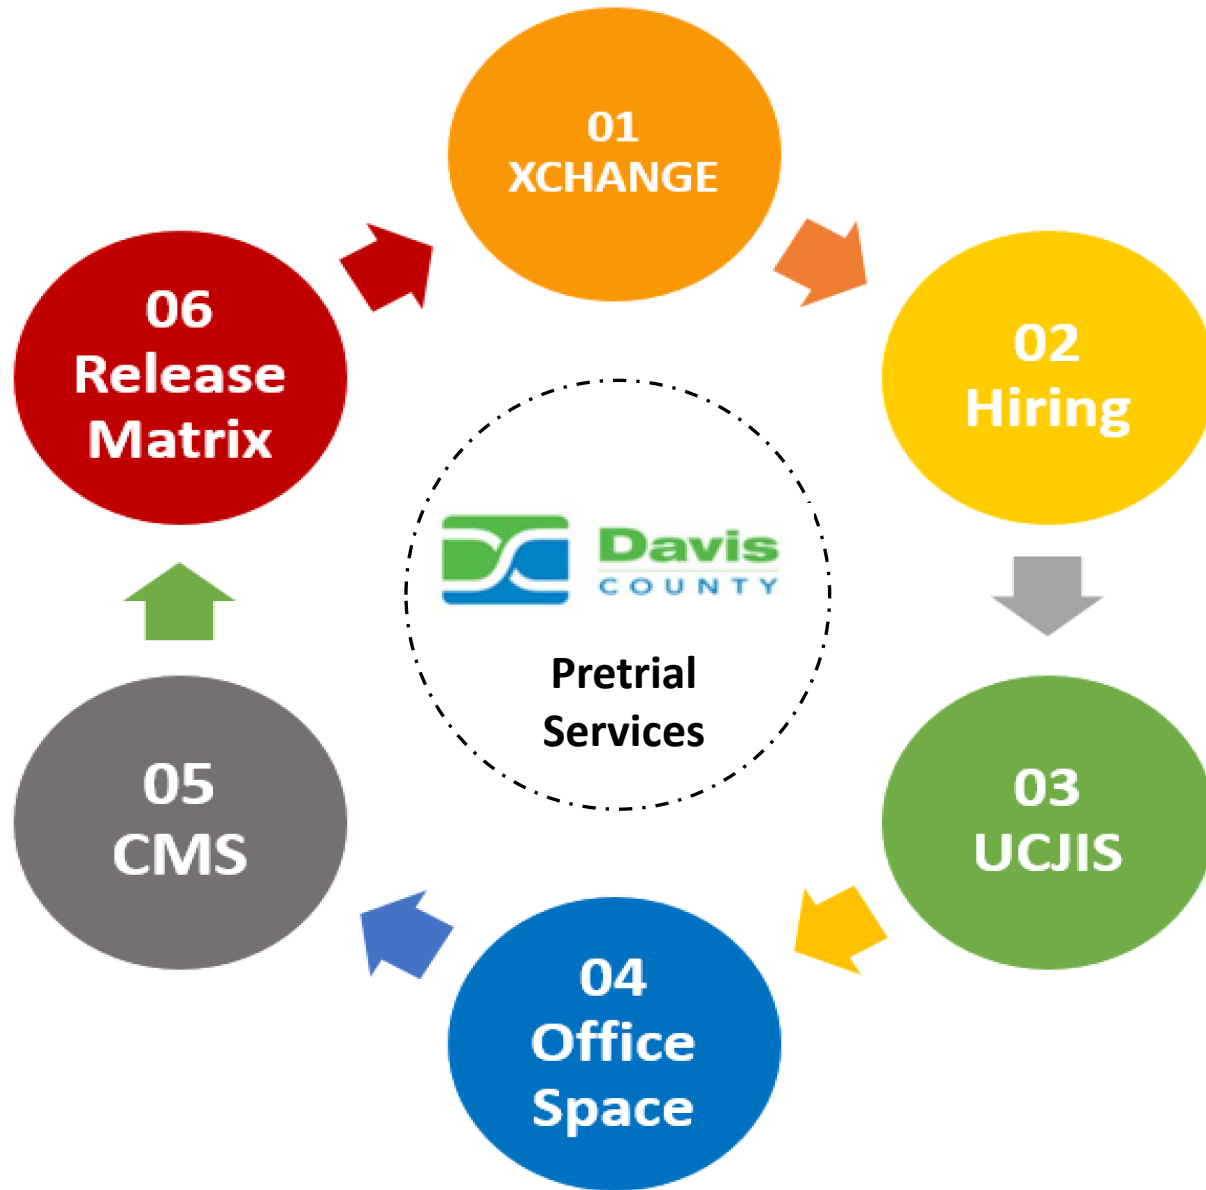 01
XCHANGE
02
Hiring
03
UCJIS
04
Office
Space
05
CMS
06
Release
Matrix
Davis
COUNTY
Pretrial
Services